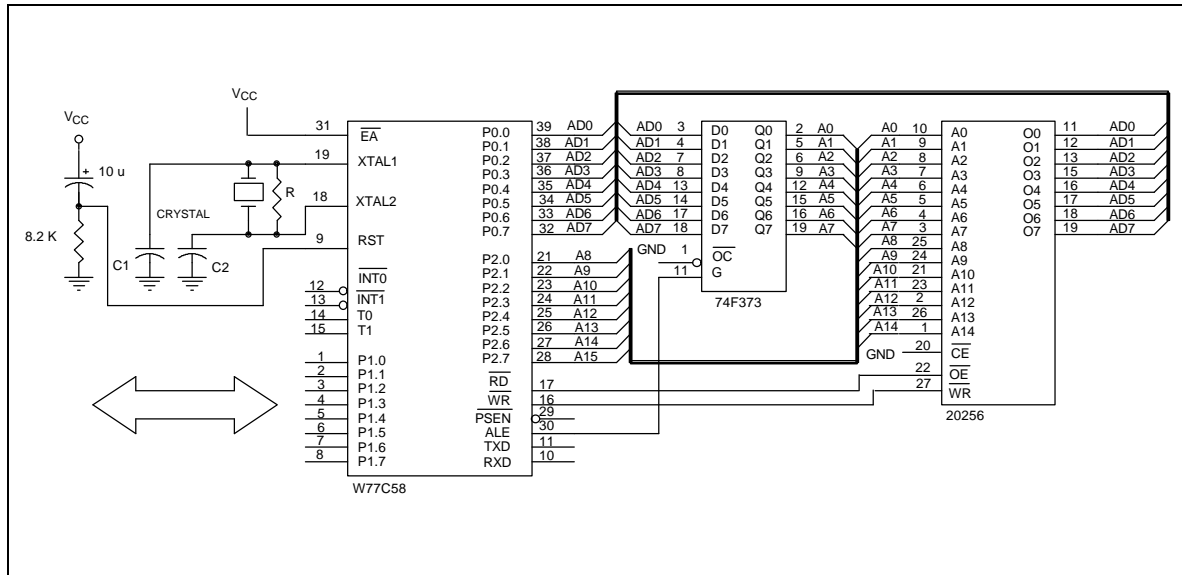 VCC
VCC
+ 10 u
8.2 K
CRYSTAL
R
C1
C2
31 EA
19 XTAL1
18 XTAL2
9 RST
12 INT0
13 INT1
14 T0
15 T1
1 P1.0
2 P1.1
3 P1.2
4 P1.3
5 P1.4
6 P1.5
7 P1.6
8 P1.7
P0.0 39 AD0
P0.1 38 AD1
P0.2 37 AD2
P0.3 36 AD3
P0.4 35 AD4
P0.5 34 AD5
P0.6 33 AD6
P0.7 32 AD7
P2.0 21 A8
P2.1 22 A9
P2.2 23 A10
P2.3 24 A11
P2.4 25 A12
P2.5 26 A13
P2.6 27 A14
P2.7 28 A15
RD 17
WR 16
PSEN 29
ALE 30
TXD 11
RXD 10
W77C58
AD0 3 D0 Q0 2 A0
AD1 4 D1 Q1 5 A1
AD2 7 D2 Q2 6 A2
AD3 8 D3 Q3 9 A3
AD4 13 D4 Q4 12 A4
AD5 14 D5 Q5 15 A5
AD6 17 D6 Q6 16 A6
AD7 18 D7 Q7 19 A7
GND 1 OC
11 G
74F373
A0 10 A0 O0 11 AD0
A1 9 A1 O1 12 AD1
A2 8 A2 O2 13 AD2
A3 7 A3 O3 15 AD3
A4 6 A4 O4 16 AD4
A5 5 A5 O5 17 AD5
A6 4 A6 O6 18 AD6
A7 3 A7 O7 19 AD7
A8 25 A8
A9 24 A9
A10 21 A10
A11 23 A11
A12 2 A12
A13 26 A13
A14 1 A14
GND 20 CE
22 OE
27 WR
20256